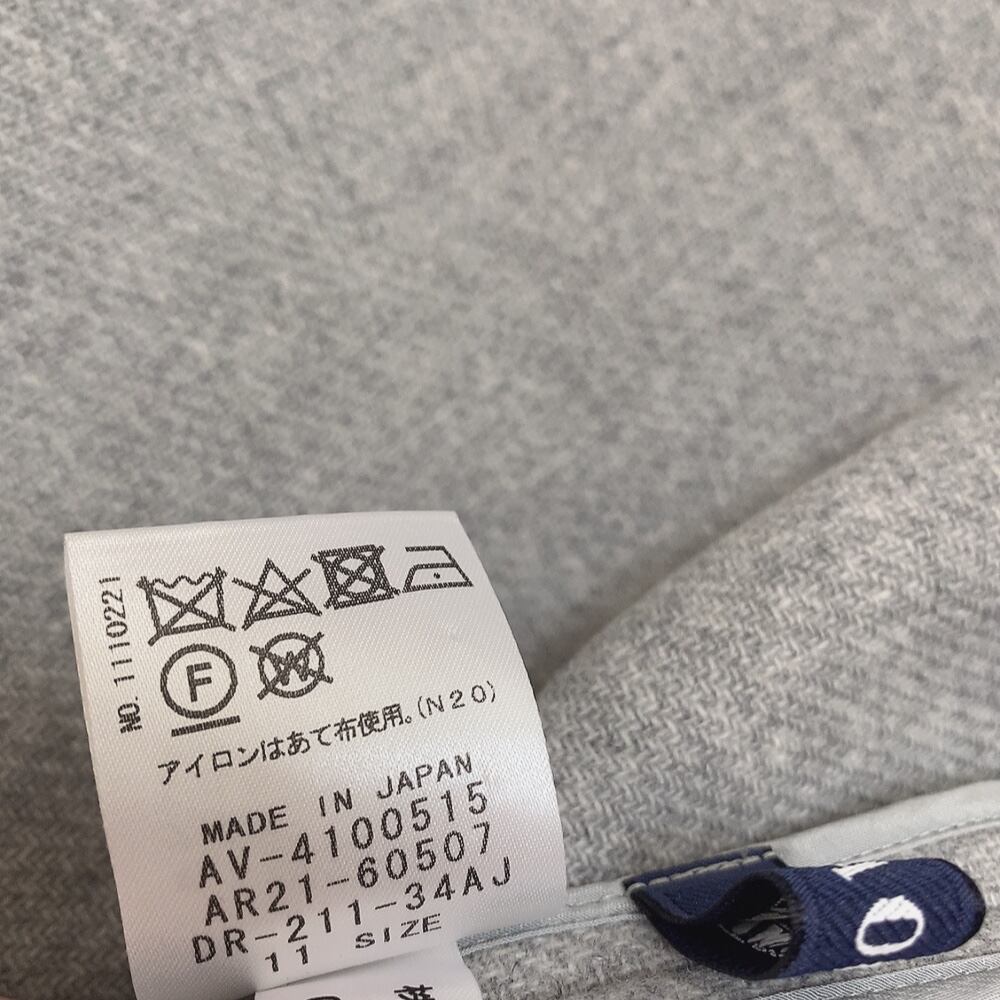 NO. 1110221
F
W
アイロンはあて布使用。(N20)
MADE IN JAPAN
AV-4100515
AR21-60507
DR-211-34AJ
11 SIZE
O